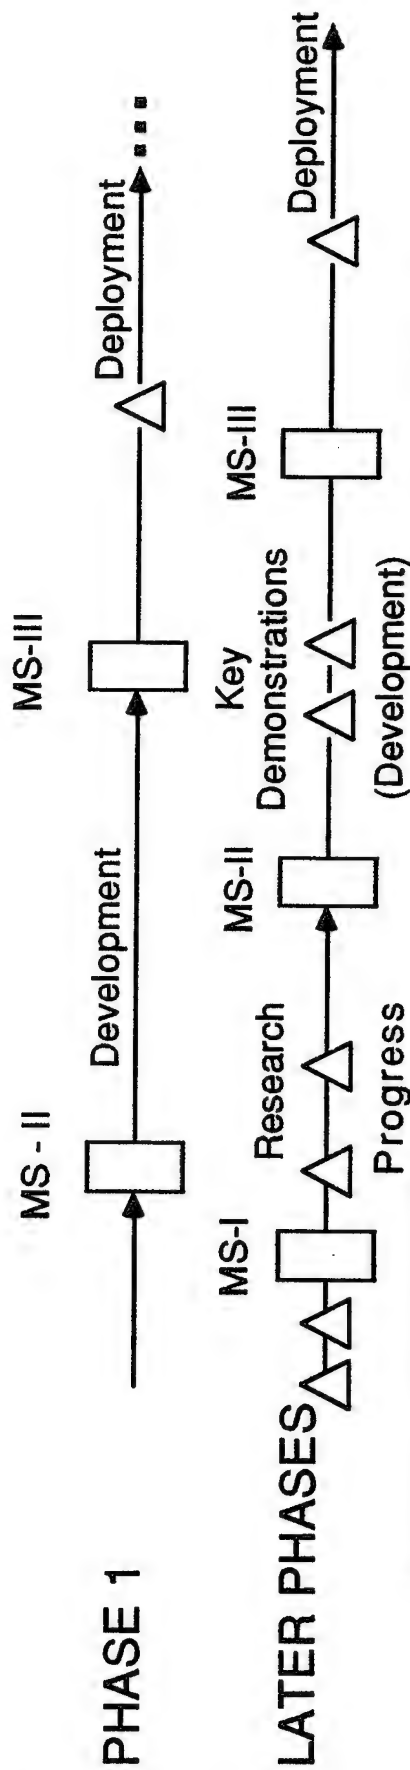 PHASE 1
MS - II
Development
MS-III
Deployment
LATER PHASES
MS-I
Research
Progress
MS-II
Key
Demonstrations
(Development)
MS-III
Deployment